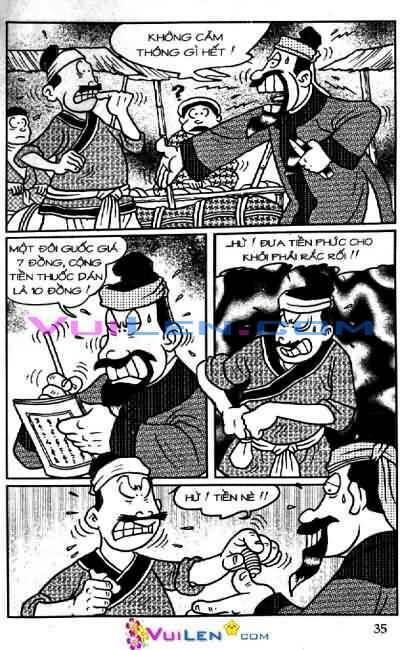 KHÔNG CẢM
THÔNG GÌ HẾT !
?
MỘT ĐÔI GUỐC GIÁ
7 ĐỒNG, CỘNG
TIỀN THUỐC DÁN
LÀ 10 ĐỒNG !
HỪ ! ĐƯA TIỀN PHỨC CHO
KHỎI PHẢI RẮC RỐI !!
VUILEN.COM
HỪ ! TIỀN NÈ !!
35
VUILEN.COM